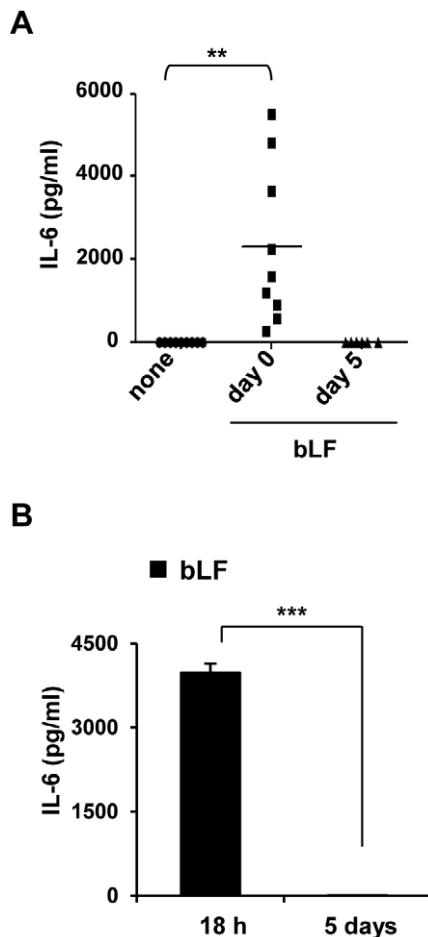 A
**
6000
4000
2000
0
IL-6 (pg/ml)
none
day 0
day 5
bLF
B
bLF
***
4500
3000
1500
0
IL-6 (pg/ml)
18 h
5 days